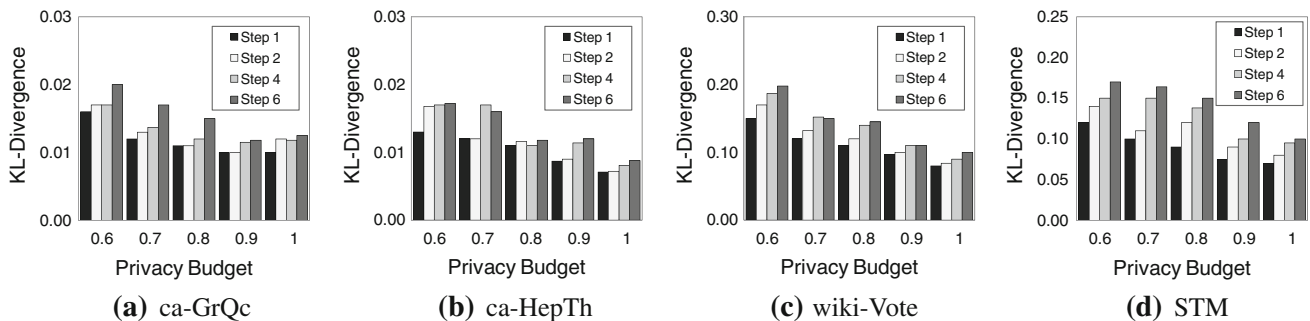 KL-Divergence
0.03
0.02
0.01
0.00
Step 1
Step 2
Step 4
Step 6
0.6 0.7 0.8 0.9 1
Privacy Budget
(a) ca-GrQc
KL-Divergence
0.03
0.02
0.01
0.00
Step 1
Step 2
Step 4
Step 6
0.6 0.7 0.8 0.9 1
Privacy Budget
(b) ca-HepTh
KL-Divergence
0.30
0.20
0.10
0.00
Step 1
Step 2
Step 4
Step 6
0.6 0.7 0.8 0.9 1
Privacy Budget
(c) wiki-Vote
KL-Divergence
0.25
0.20
0.15
0.10
0.05
0.00
Step 1
Step 2
Step 4
Step 6
0.6 0.7 0.8 0.9 1
Privacy Budget
(d) STM